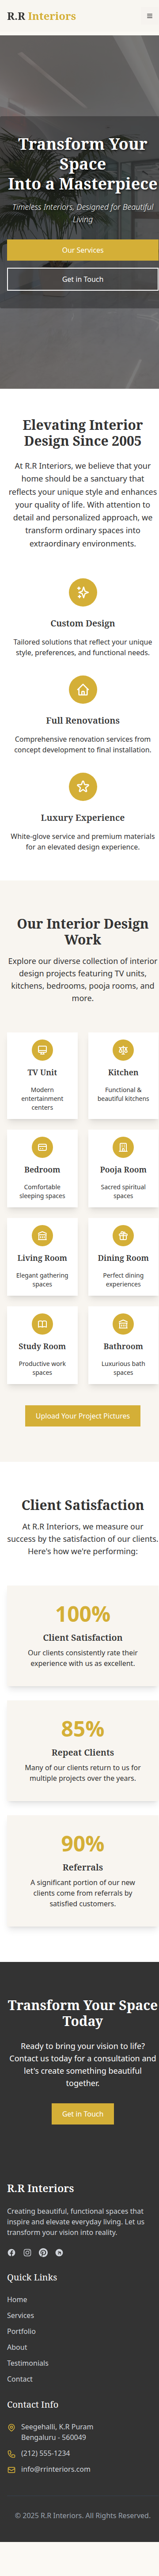 R.R Interiors
Transform Your
Space
Into a Masterpiece
Timeless Interiors, Designed for Beautiful
Living
Our Services
Get in Touch
Elevating Interior
Design Since 2005
At R.R Interiors, we believe that your
home should be a sanctuary that
reflects your unique style and enhances
your quality of life. With attention to
detail and personalized approach, we
transform ordinary spaces into
extraordinary environments.
Custom Design
Tailored solutions that reflect your unique
style, preferences, and functional needs.
Full Renovations
Comprehensive renovation services from
concept development to final installation.
Luxury Experience
White-glove service and premium materials
for an elevated design experience.
Our Interior Design
Work
Explore our diverse collection of interior
design projects featuring TV units,
kitchens, bedrooms, pooja rooms, and
more.
TV Unit
Modern
entertainment
centers
Kitchen
Functional &
beautiful kitchens
Bedroom
Comfortable
sleeping spaces
Pooja Room
Sacred spiritual
spaces
Living Room
Elegant gathering
spaces
Dining Room
Perfect dining
experiences
Study Room
Productive work
spaces
Bathroom
Luxurious bath
spaces
Upload Your Project Pictures
Client Satisfaction
At R.R Interiors, we measure our
success by the satisfaction of our clients.
Here's how we're performing:
100%
Client Satisfaction
Our clients consistently rate their
experience with us as excellent.
85%
Repeat Clients
Many of our clients return to us for
multiple projects over the years.
90%
Referrals
A significant portion of our new
clients come from referrals by
satisfied customers.
Transform Your Space
Today
Ready to bring your vision to life?
Contact us today for a consultation and
let's create something beautiful
together.
Get in Touch
R.R Interiors
Creating beautiful, functional spaces that
inspire and elevate everyday living. Let us
transform your vision into reality.
Quick Links
Home
Services
Portfolio
About
Testimonials
Contact
Contact Info
Seegehalli, K.R Puram
Bengaluru - 560049
(212) 555-1234
info@rrinteriors.com
© 2025 R.R Interiors. All Rights Reserved.